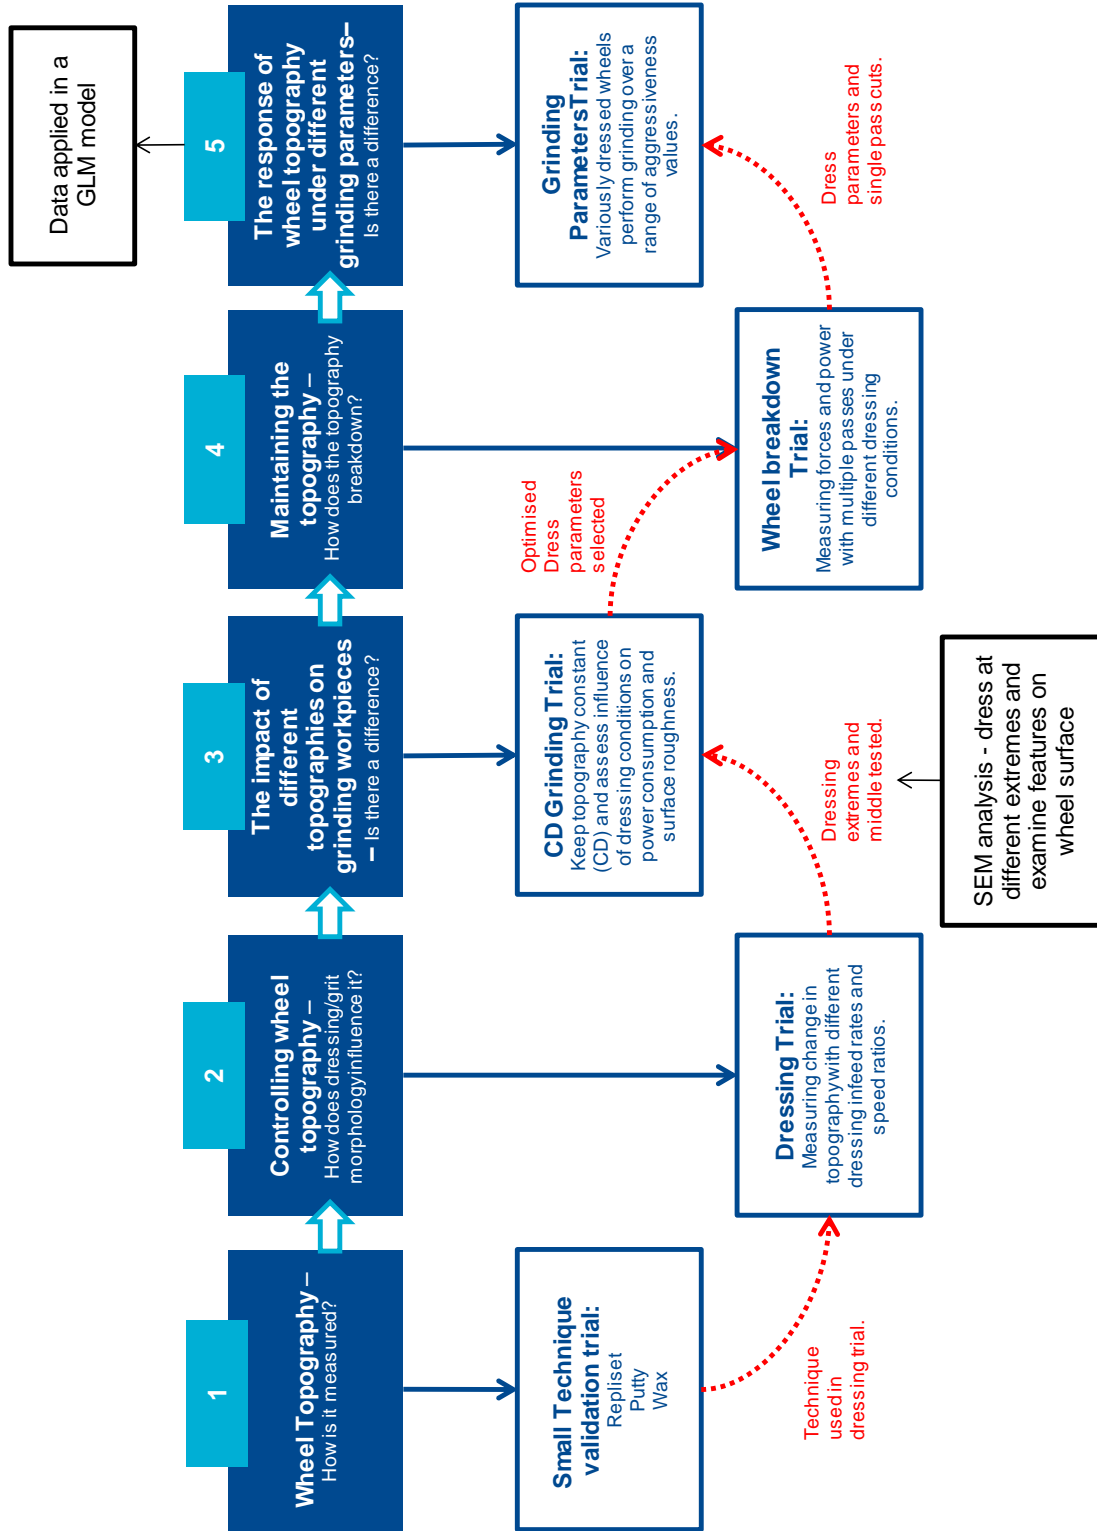 1
Wheel Topography –
How is it measured?
2
Controlling wheel
topography –
How does dressing/grit
morphology influence it?
3
The impact of
different
topographies on
grinding workpieces
– Is there a difference?
4
Maintaining the
topography –
How does the topography
breakdown?
5
The response of
wheel topography
under different
grinding parameters–
Is there a difference?
Data applied in a
GLM model
Small Technique
validation trial:
Repliset
Putty
Wax
Technique
used in
dressing trial.
Dressing Trial:
Measuring change in
topography with different
dressing infeed rates and
speed ratios.
Dressing
extremes and
middle tested.
SEM analysis - dress at
different extremes and
examine features on
wheel surface
CD Grinding Trial:
Keep topography constant
(CD) and assess influence
of dressing conditions on
power consumption and
surface roughness.
Optimised
Dress
parameters
selected
Wheel breakdown
Trial:
Measuring forces and power
with multiple passes under
different dressing
conditions.
Dress
parameters and
single pass cuts.
Grinding
Parameters Trial:
Variously dressed wheels
perform grinding over a
range of aggressiveness
values.